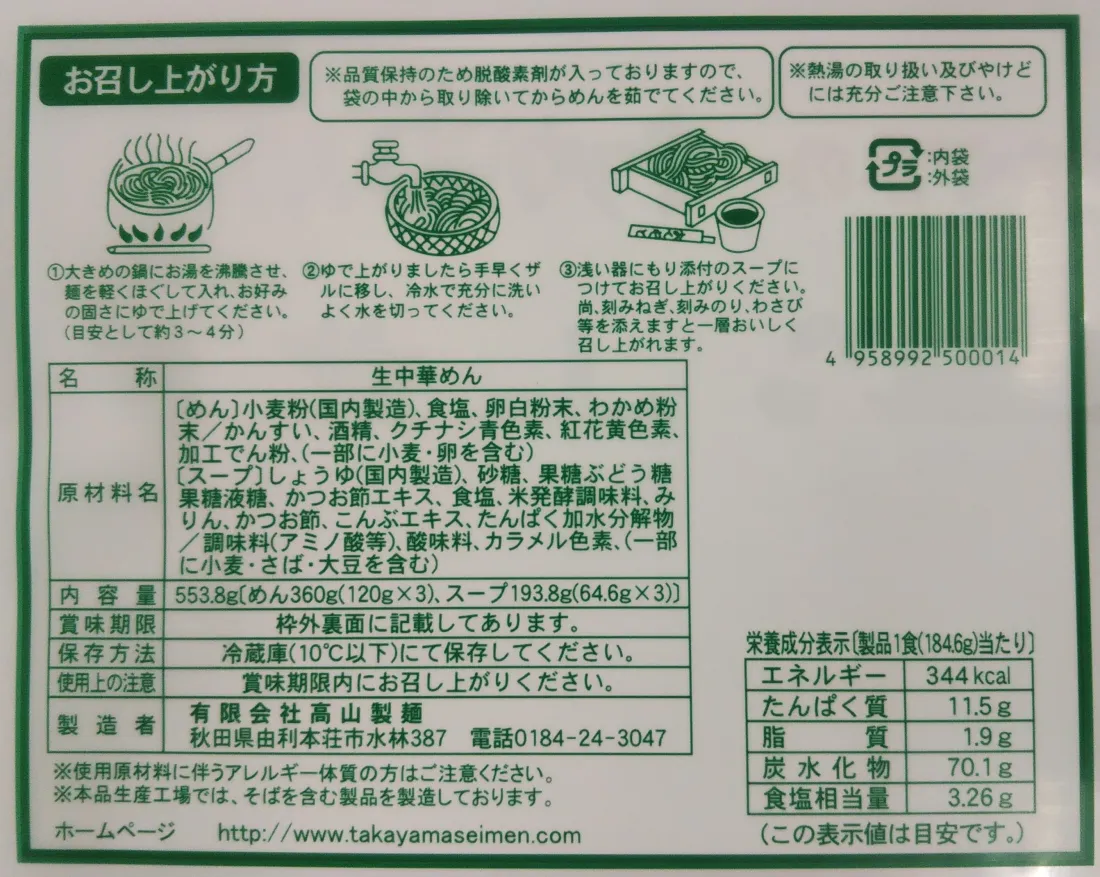 お召し上がり方
※品質保持のため脱酸素剤が入っておりますので、
袋の中から取り除いてからめんを茹でてください。
※熱湯の取り扱い及びやけど
には充分ご注意下さい。
プラ
:内袋
:外袋
①大きめの鍋にお湯を沸騰させ、
麺を軽くほぐして入れ、お好み
の固さにゆで上げてください。
(目安として約3～4分)
②ゆで上がりましたら手早くザ
ルに移し、冷水で充分に洗い
よく水を切ってください。
③浅い器にもり添付のスープに
つけてお召し上がりください。
尚、刻みねぎ、刻みのり、わさび
等を添えますと一層おいしく
召し上がれます。
4 958992 500014
名称 生中華めん
原材料名
〔めん〕小麦粉(国内製造)、食塩、卵白粉末、わかめ粉
末／かんすい、酒精、クチナシ青色素、紅花黄色素、
加工でん粉、(一部に小麦・卵を含む)
〔スープ〕しょうゆ(国内製造)、砂糖、果糖ぶどう糖
果糖液糖、かつお節エキス、食塩、米発酵調味料、み
りん、かつお節、こんぶエキス、たんぱく加水分解物
／調味料(アミノ酸等)、酸味料、カラメル色素、(一部
に小麦・さば・大豆を含む)
内容量 553.8g〔めん360g(120g×3)、スープ193.8g(64.6g×3)〕
賞味期限 枠外裏面に記載してあります。
保存方法 冷蔵庫(10℃以下)にて保存してください。
使用上の注意 賞味期限内にお召し上がりください。
製造者 有限会社高山製麺
秋田県由利本荘市水林387 電話0184-24-3047
※使用原材料に伴うアレルギー体質の方はご注意ください。
※本品生産工場では、そばを含む製品を製造しております。
ホームページ http://www.takayamaseimen.com
栄養成分表示〔製品1食(184.6g)当たり〕
エネルギー 344kcal
たんぱく質 11.5g
脂質 1.9g
炭水化物 70.1g
食塩相当量 3.26g
(この表示値は目安です。)